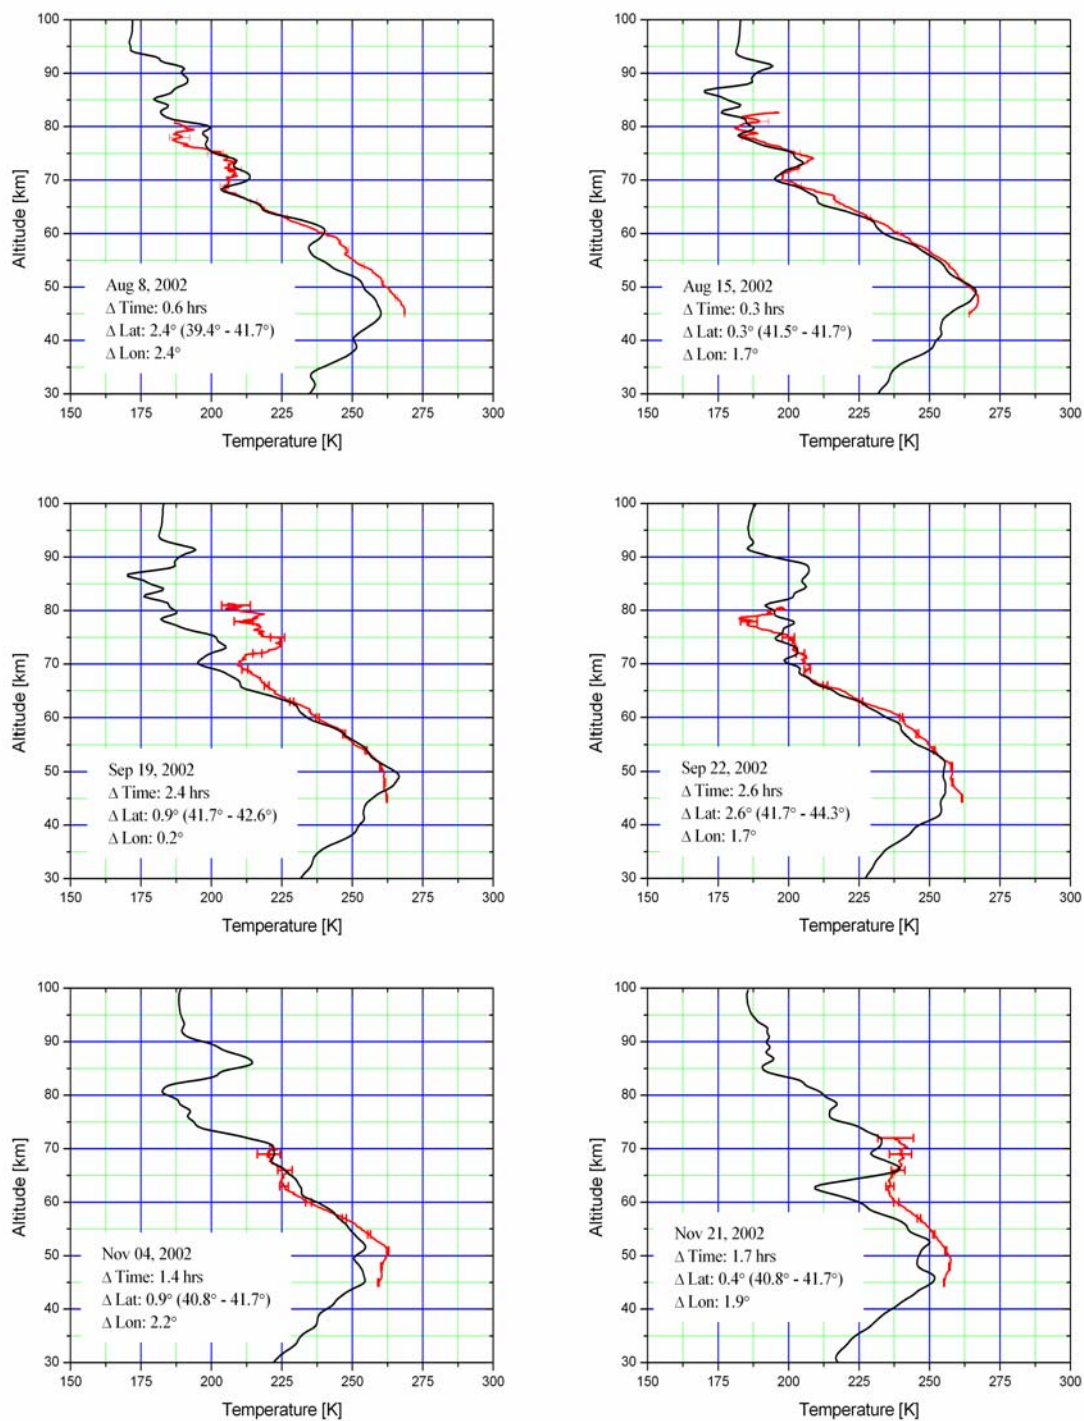 100
90
80
70
60
50
40
30
Altitude [km]
Aug 8, 2002
Δ Time: 0.6 hrs
Δ Lat: 2.4° (39.4° - 41.7°)
Δ Lon: 2.4°
150 175 200 225 250 275 300
Temperature [K]
100
90
80
70
60
50
40
30
Altitude [km]
Aug 15, 2002
Δ Time: 0.3 hrs
Δ Lat: 0.3° (41.5° - 41.7°)
Δ Lon: 1.7°
150 175 200 225 250 275 300
Temperature [K]
100
90
80
70
60
50
40
30
Altitude [km]
Sep 19, 2002
Δ Time: 2.4 hrs
Δ Lat: 0.9° (41.7° - 42.6°)
Δ Lon: 0.2°
150 175 200 225 250 275 300
Temperature [K]
100
90
80
70
60
50
40
30
Altitude [km]
Sep 22, 2002
Δ Time: 2.6 hrs
Δ Lat: 2.6° (41.7° - 44.3°)
Δ Lon: 1.7°
150 175 200 225 250 275 300
Temperature [K]
100
90
80
70
60
50
40
30
Altitude [km]
Nov 04, 2002
Δ Time: 1.4 hrs
Δ Lat: 0.9° (40.8° - 41.7°)
Δ Lon: 2.2°
150 175 200 225 250 275 300
Temperature [K]
100
90
80
70
60
50
40
30
Altitude [km]
Nov 21, 2002
Δ Time: 1.7 hrs
Δ Lat: 0.4° (40.8° - 41.7°)
Δ Lon: 1.9°
150 175 200 225 250 275 300
Temperature [K]